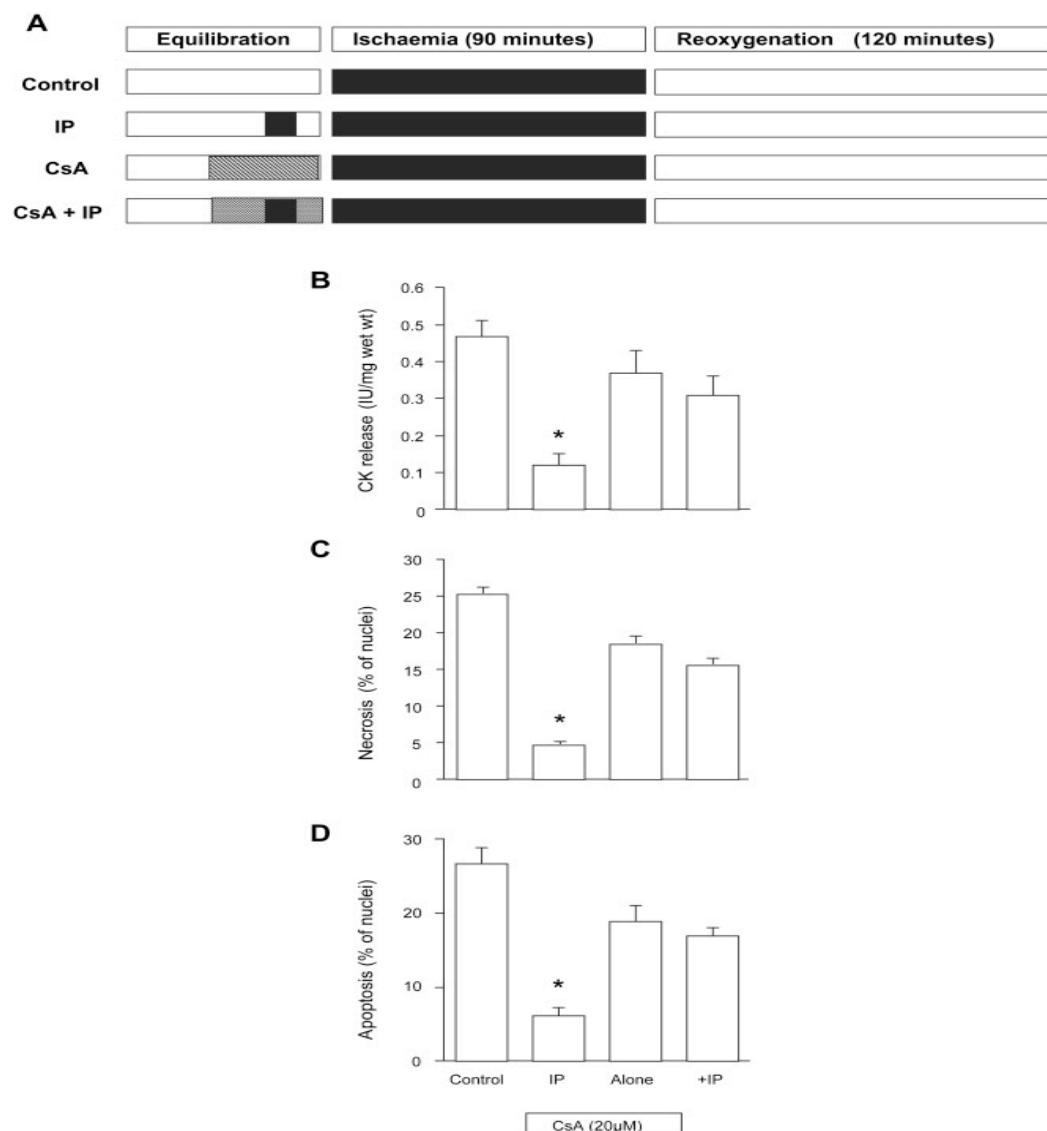 A
Equilibration Ischaemia (90 minutes) Reoxygenation (120 minutes)
Control
IP
CsA
CsA + IP
B
CK release (IU/mg wet wt)
0.6
0.5
0.4
0.3
0.2
0.1
0
*
C
Necrosis (% of nuclei)
30
25
20
15
10
5
0
*
D
Apoptosis (% of nuclei)
30
20
10
0
*
Control IP Alone +IP
CsA (20µM)